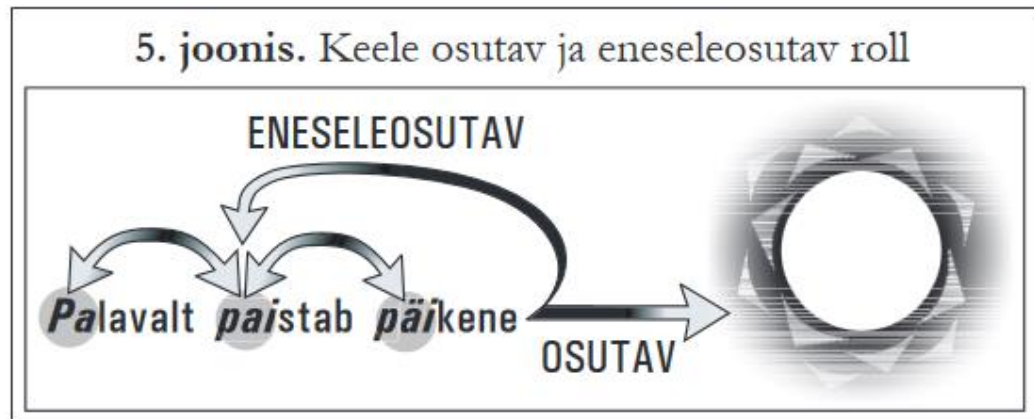 5. joonis. Keele osutav ja eneseleosutav roll
ENESELEOSUTAV
Palavalt paistab päikene
OSUTAV